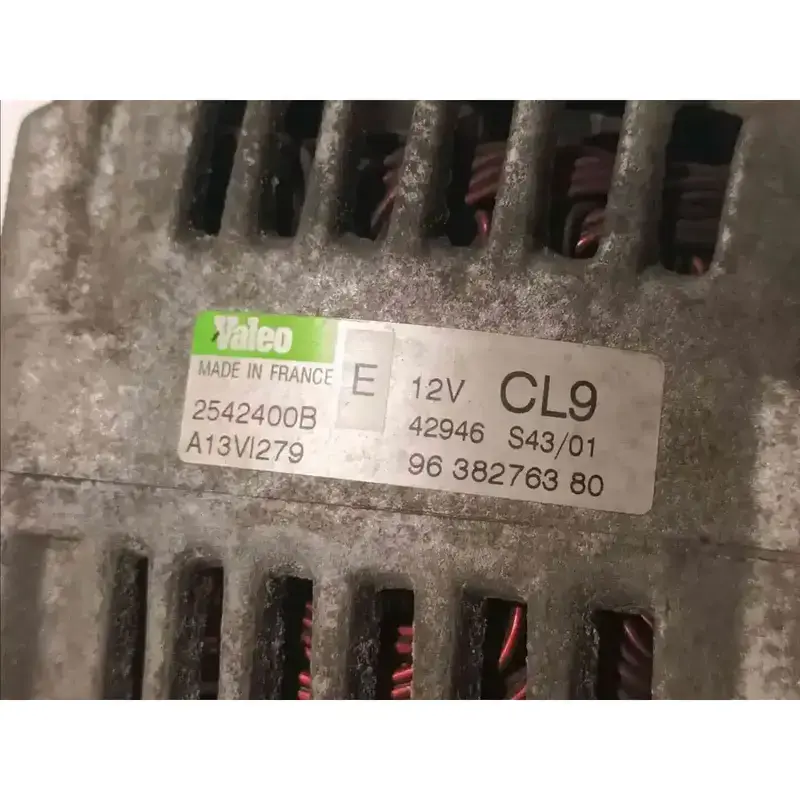 Valeo
MADE IN FRANCE
E
12V CL9
2542400B
42946 S43/01
A13VI279
96 382763 80